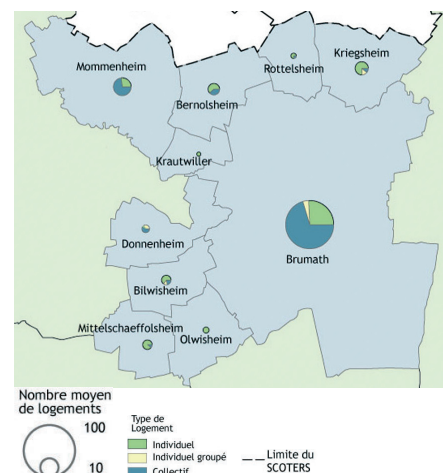 Mommenheim
Kriegsheim
Rottelsheim
Bernolsheim
Krautwiller
Donnenheim
Brumath
Bilwisheim
Mittelschaeffolsheim
Olwisheim
Nombre moyen
de logements
100
10
Type de
Logement
Individuel
Individuel groupé
Collectif
Limite du
SCOTERS